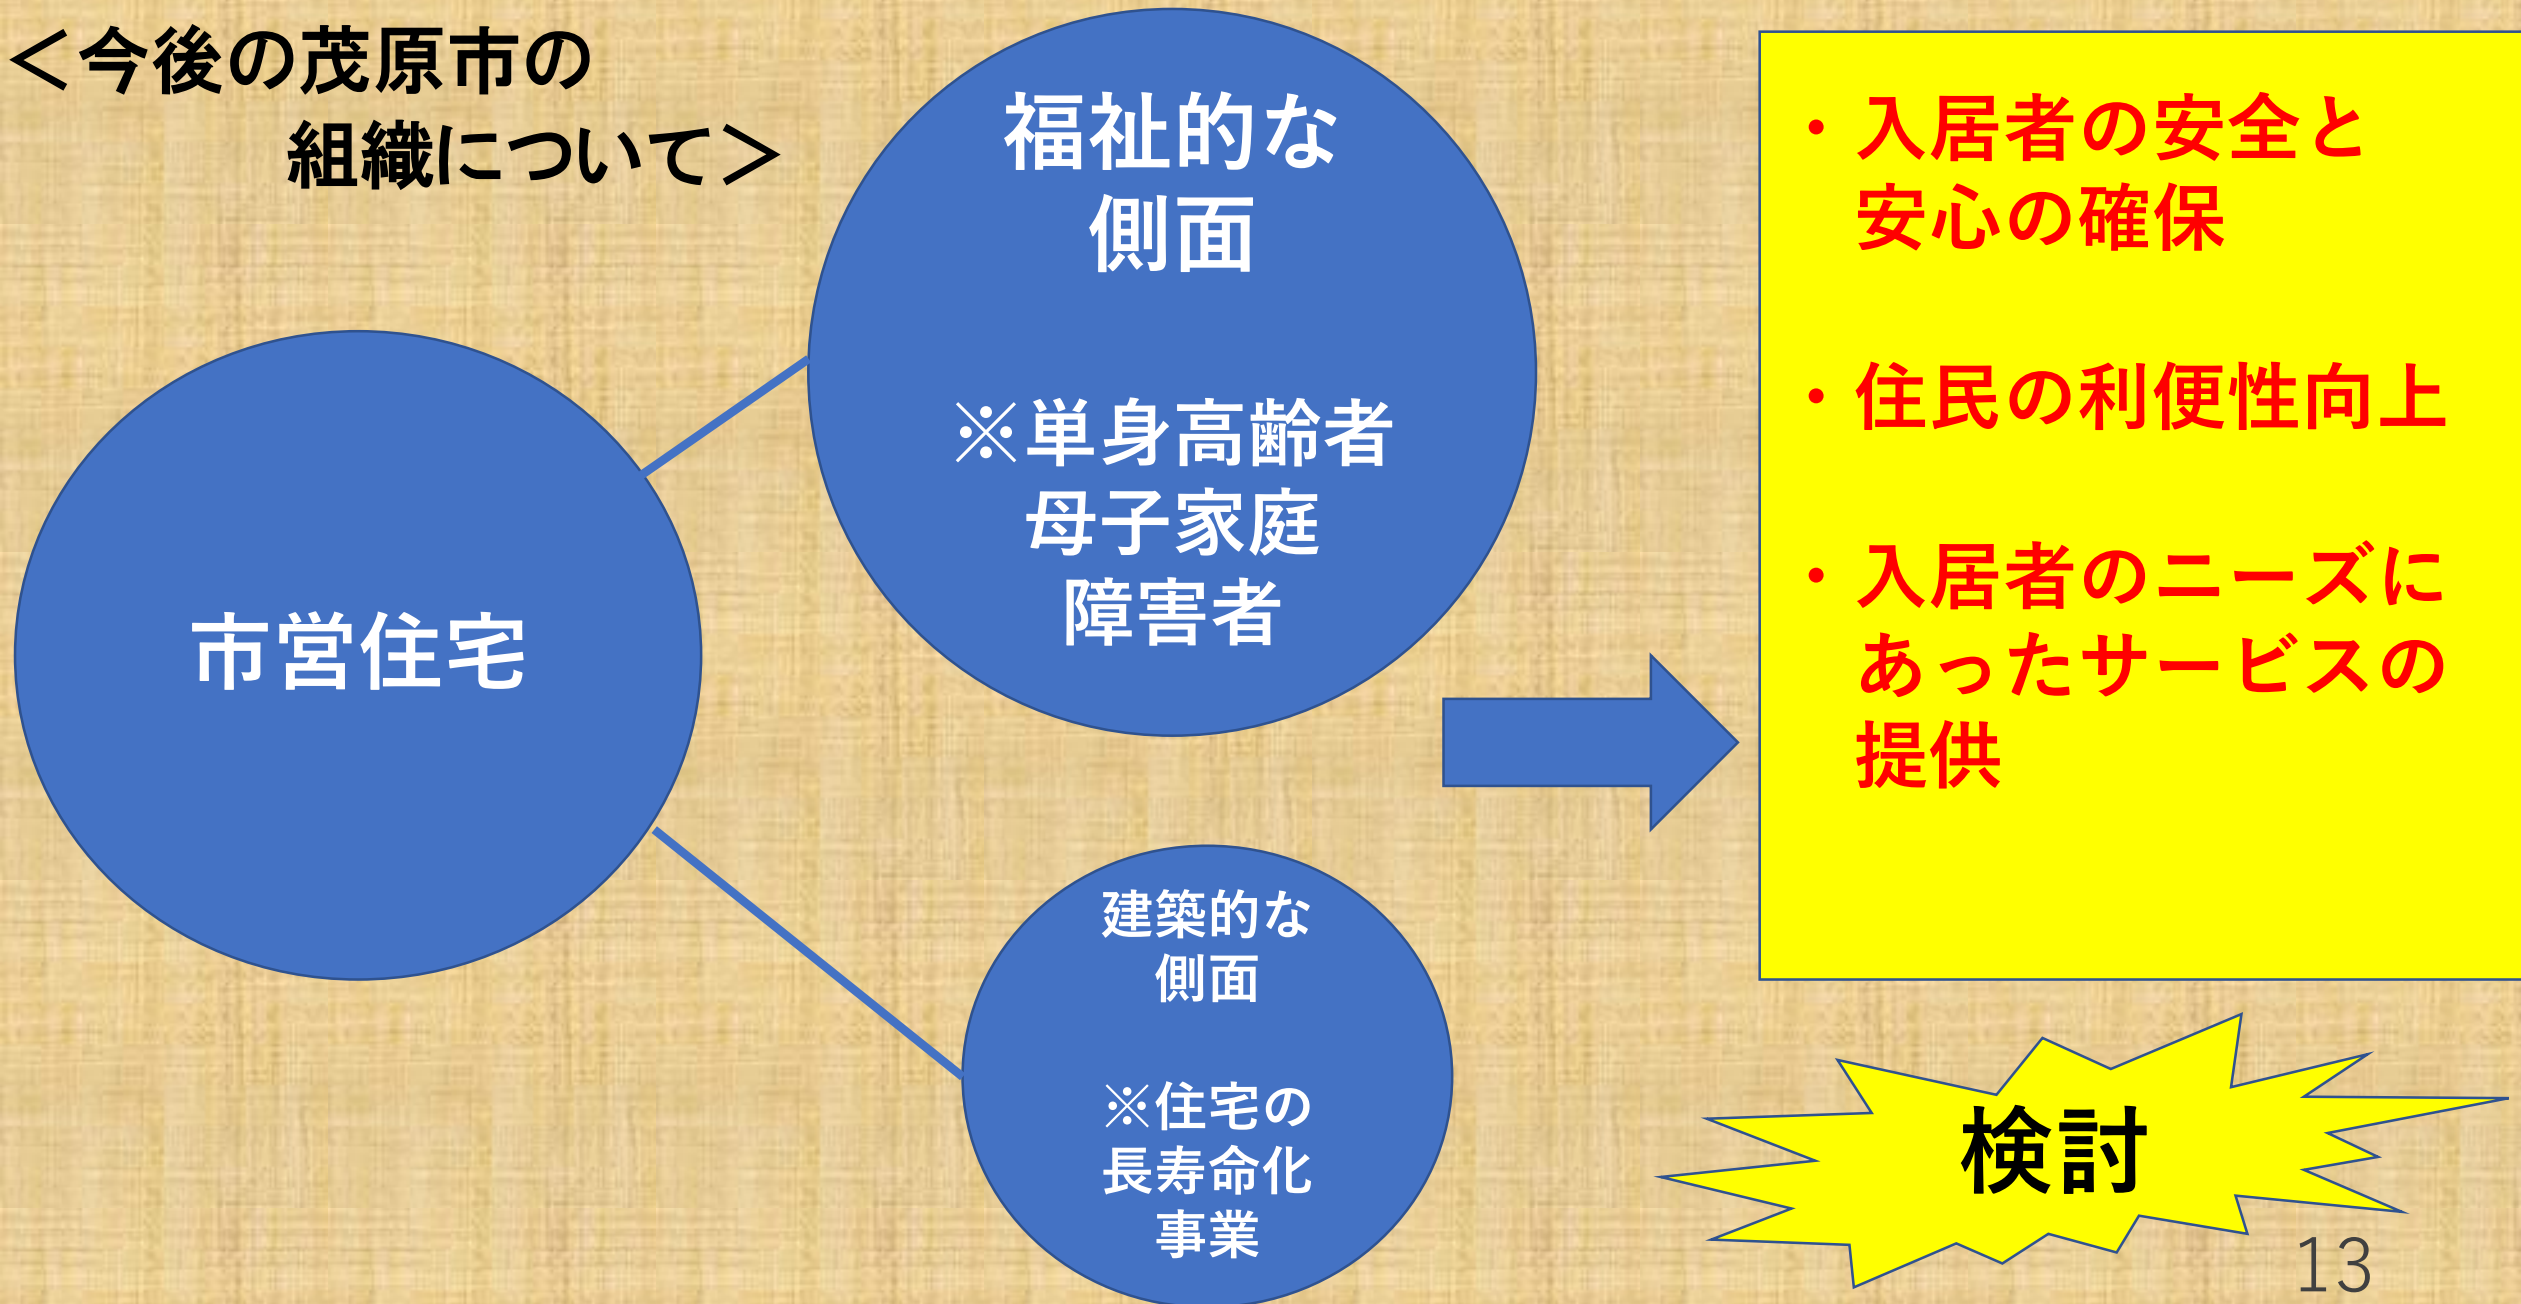 ＜今後の茂原市の
組織について＞
市営住宅
福祉的な
側面
※単身高齢者
母子家庭
障害者
建築的な
側面
※住宅の
長寿命化
事業
・入居者の安全と
安心の確保
・住民の利便性向上
・入居者のニーズに
あったサービスの
提供
検討
13